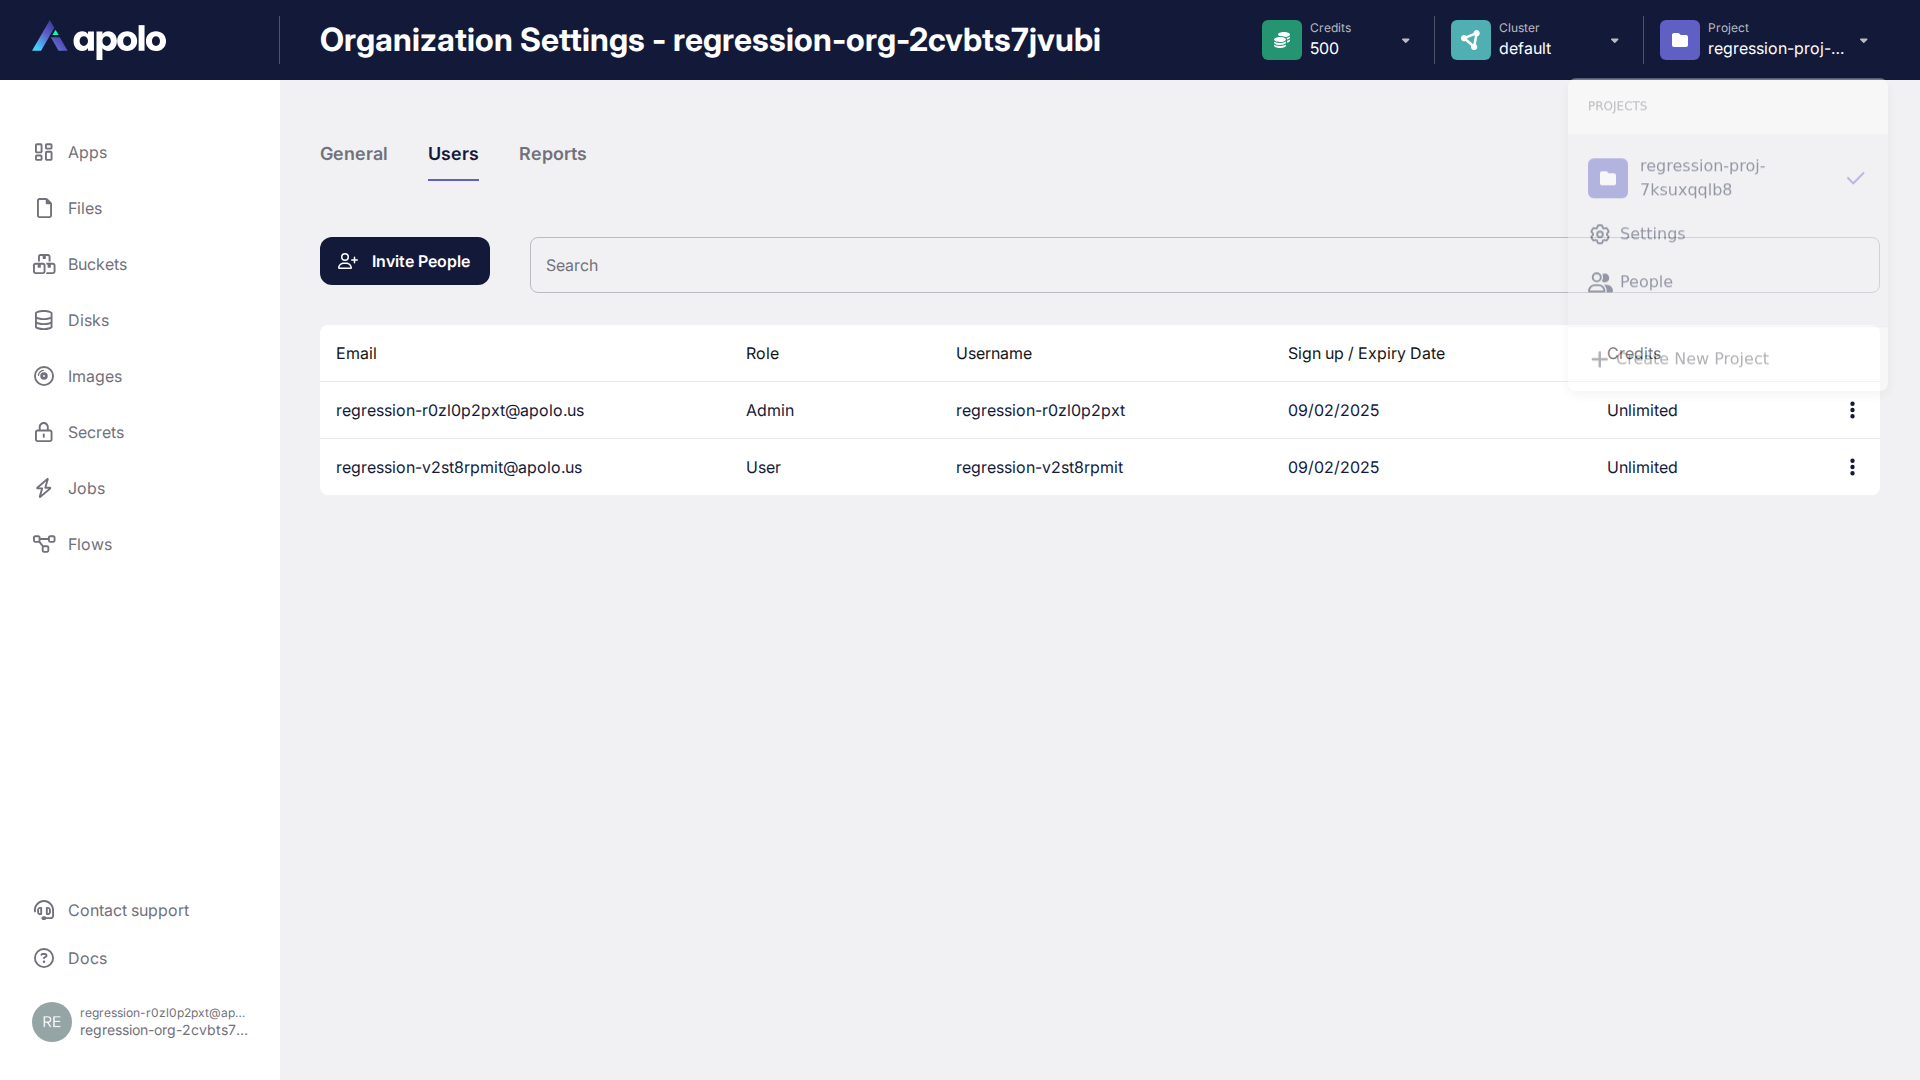 apolo
Organization Settings - regression-org-2cvbts7jvubi
Credits
500
Cluster
default
Project
regression-proj-...
Apps
Files
Buckets
Disks
Images
Secrets
Jobs
Flows
Contact support
Docs
RE
regression-r0zl0p2pxt@ap...
regression-org-2cvbts7...
General
Users
Reports
PROJECTS
regression-proj-
7ksuxqqlb8
Settings
People
Create New Project
Invite People
Search
Email
Role
Username
Sign up / Expiry Date
Credits
regression-r0zl0p2pxt@apolo.us
Admin
regression-r0zl0p2pxt
09/02/2025
Unlimited
regression-v2st8rpmit@apolo.us
User
regression-v2st8rpmit
09/02/2025
Unlimited